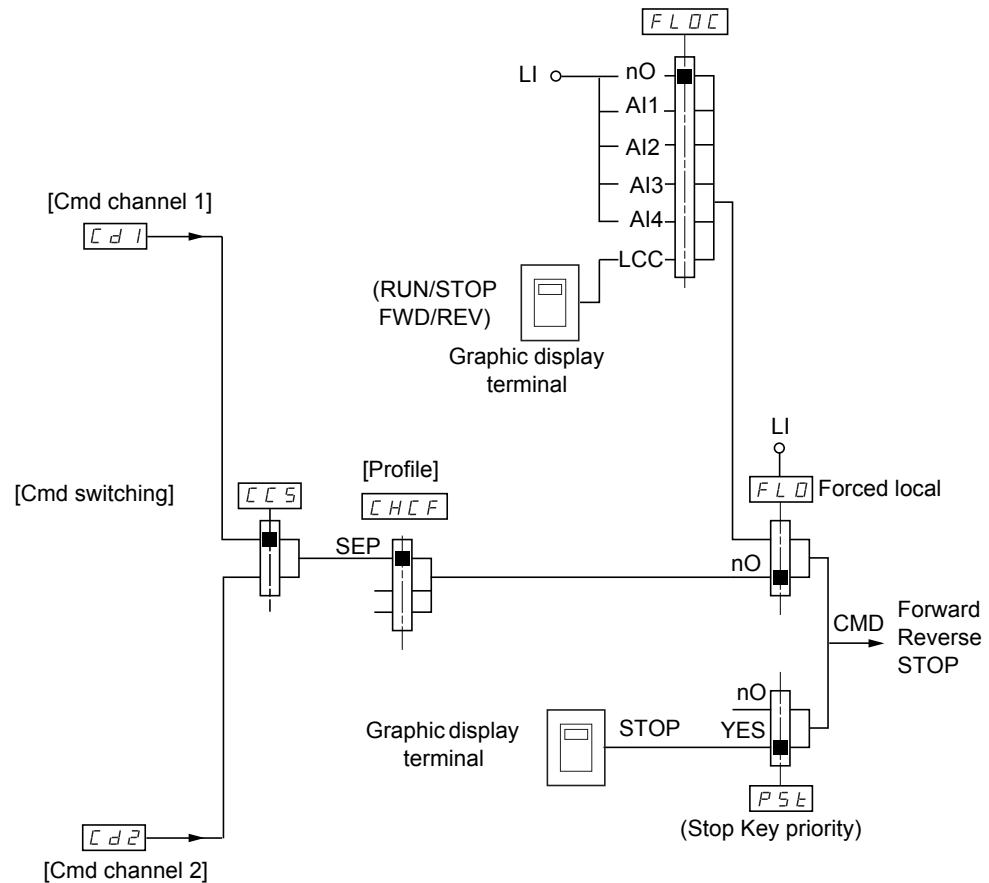 FLOC
LI
nO
AI1
AI2
AI3
AI4
LCC
(RUN/STOP
FWD/REV)
Graphic display
terminal
[Cmd channel 1]
Cd1
[Cmd switching]
CCS
[Profile]
CHCF
SEP
LI
FLO Forced local
nO
CMD
Forward
Reverse
STOP
nO
YES
STOP
Graphic display
terminal
PSt
(Stop Key priority)
Cd2
[Cmd channel 2]